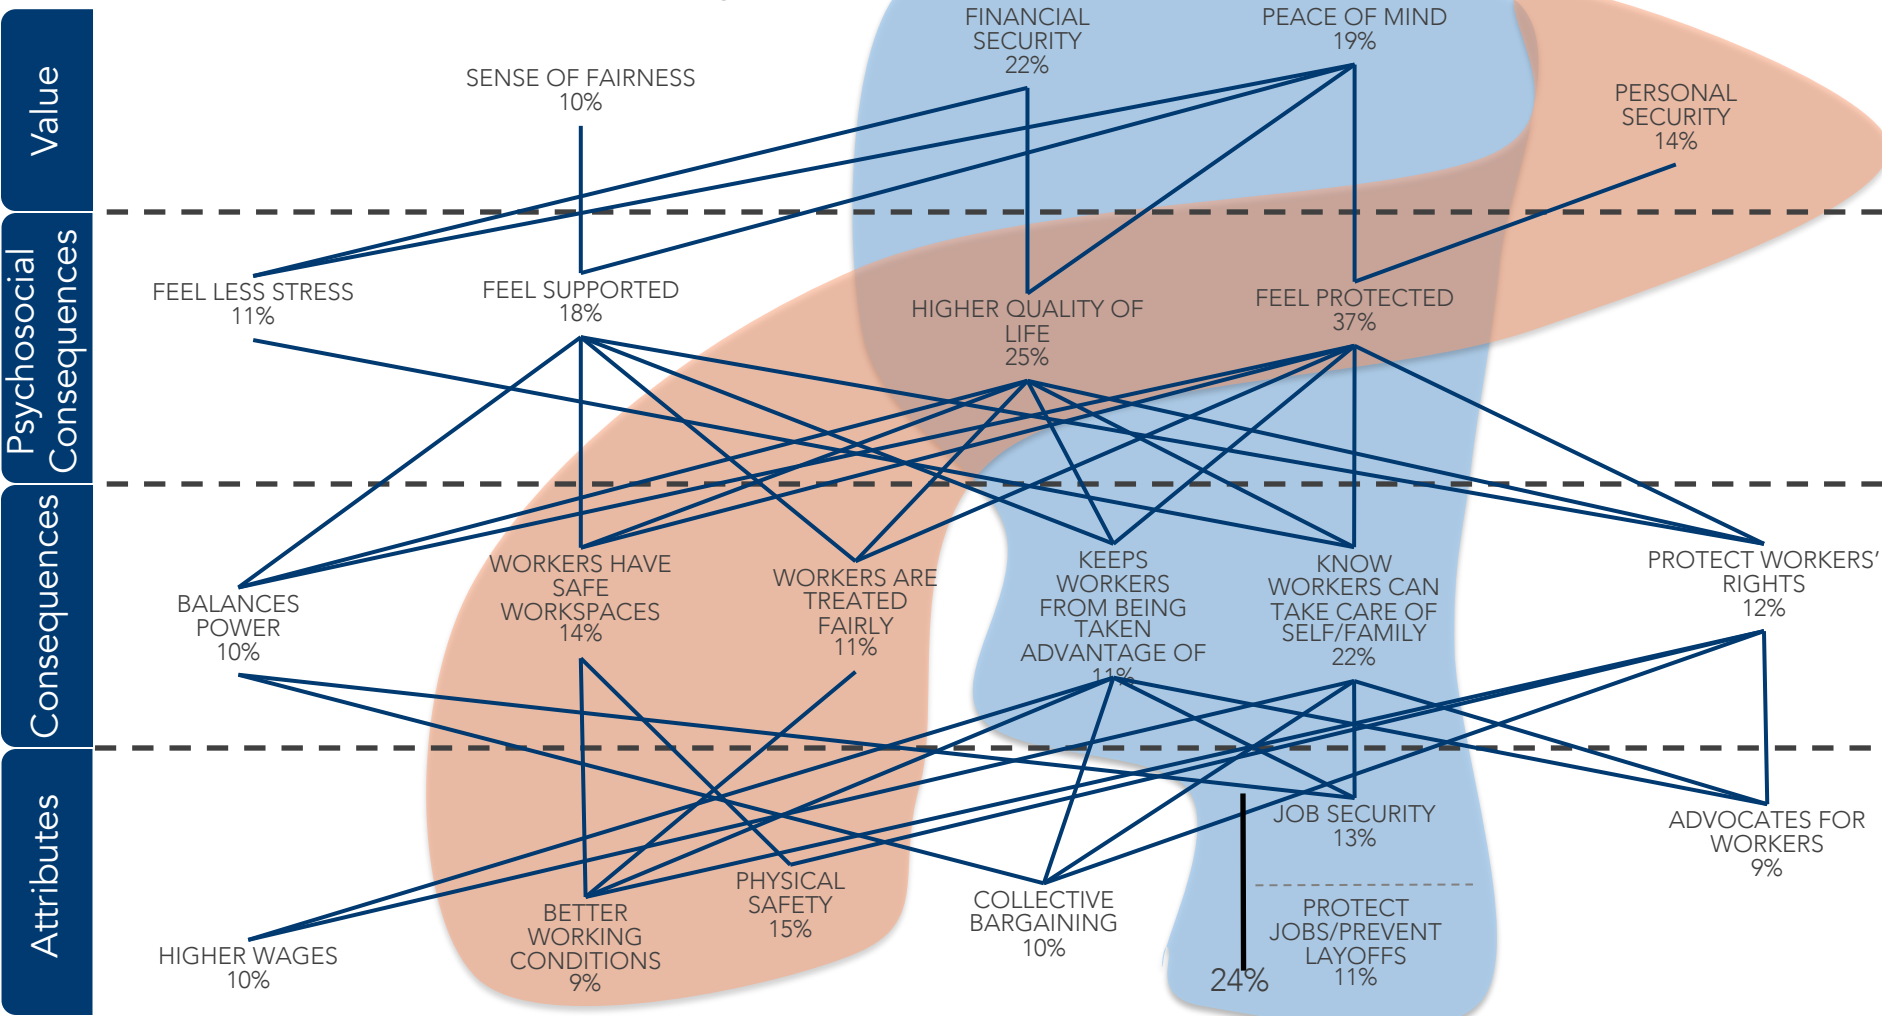 Value
FINANCIAL
SECURITY
22%
PEACE OF MIND
19%
SENSE OF FAIRNESS
10%
PERSONAL
SECURITY
14%
Psychosocial
Consequences
FEEL LESS STRESS
11%
FEEL SUPPORTED
18%
HIGHER QUALITY OF
LIFE
25%
FEEL PROTECTED
37%
Consequences
BALANCES
POWER
10%
WORKERS HAVE
SAFE
WORKSPACES
14%
WORKERS ARE
TREATED
FAIRLY
11%
KEEPS
WORKERS
FROM BEING
TAKEN
ADVANTAGE OF
11%
KNOW
WORKERS CAN
TAKE CARE OF
SELF/FAMILY
22%
PROTECT WORKERS'
RIGHTS
12%
Attributes
HIGHER WAGES
10%
BETTER
WORKING
CONDITIONS
9%
PHYSICAL
SAFETY
15%
COLLECTIVE
BARGAINING
10%
24%
JOB SECURITY
13%
PROTECT
JOBS/PREVENT
LAYOFFS
11%
ADVOCATES FOR
WORKERS
9%